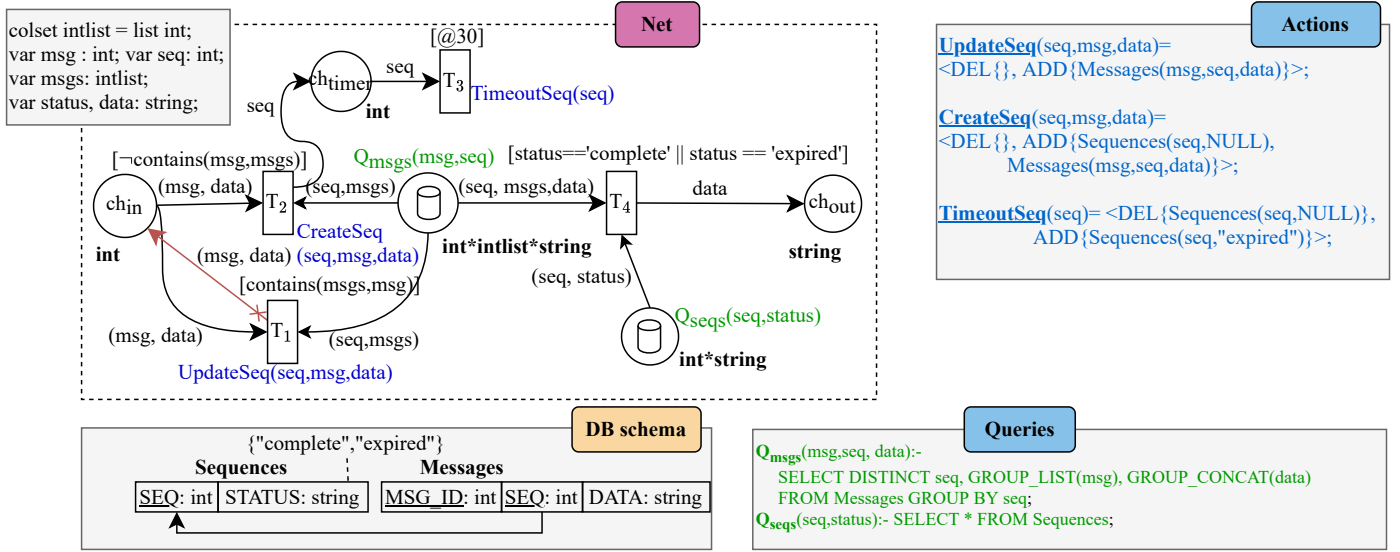 colset intlist = list int;
var msg : int; var seq: int;
var msgs: intlist;
var status, data: string;
Net
[@30]
seq
ch_timer
T3
TimeoutSeq(seq)
int
seq
[¬contains(msg,msgs)]
Q_msgs(msg,seq)
[status=='complete' || status == 'expired']
(msg, data)
(seq,msgs)
(seq, msgs,data)
data
ch_in
T2
T4
ch_out
int
CreateSeq
(seq,msg,data)
int*intlist*string
string
(msg, data)
(seq, status)
[contains(msgs,msg)]
T1
(msg, data)
(seq,msgs)
Q_seqs(seq,status)
int*string
UpdateSeq(seq,msg,data)
Actions
UpdateSeq(seq,msg,data)=
<DEL{}, ADD{Messages(msg,seq,data)}>;
CreateSeq(seq,msg,data)=
<DEL{}, ADD{Sequences(seq,NULL),
Messages(msg,seq,data)}>;
TimeoutSeq(seq)= <DEL{Sequences(seq,NULL)},
ADD{Sequences(seq,"expired")}>;
DB schema
{"complete","expired"}
Sequences
Messages
SEQ: int
STATUS: string
MSG_ID: int
SEQ: int
DATA: string
Queries
Q_msgs(msg,seq, data):-
SELECT DISTINCT seq, GROUP_LIST(msg), GROUP_CONCAT(data)
FROM Messages GROUP BY seq;
Q_seqs(seq,status):- SELECT * FROM Sequences;